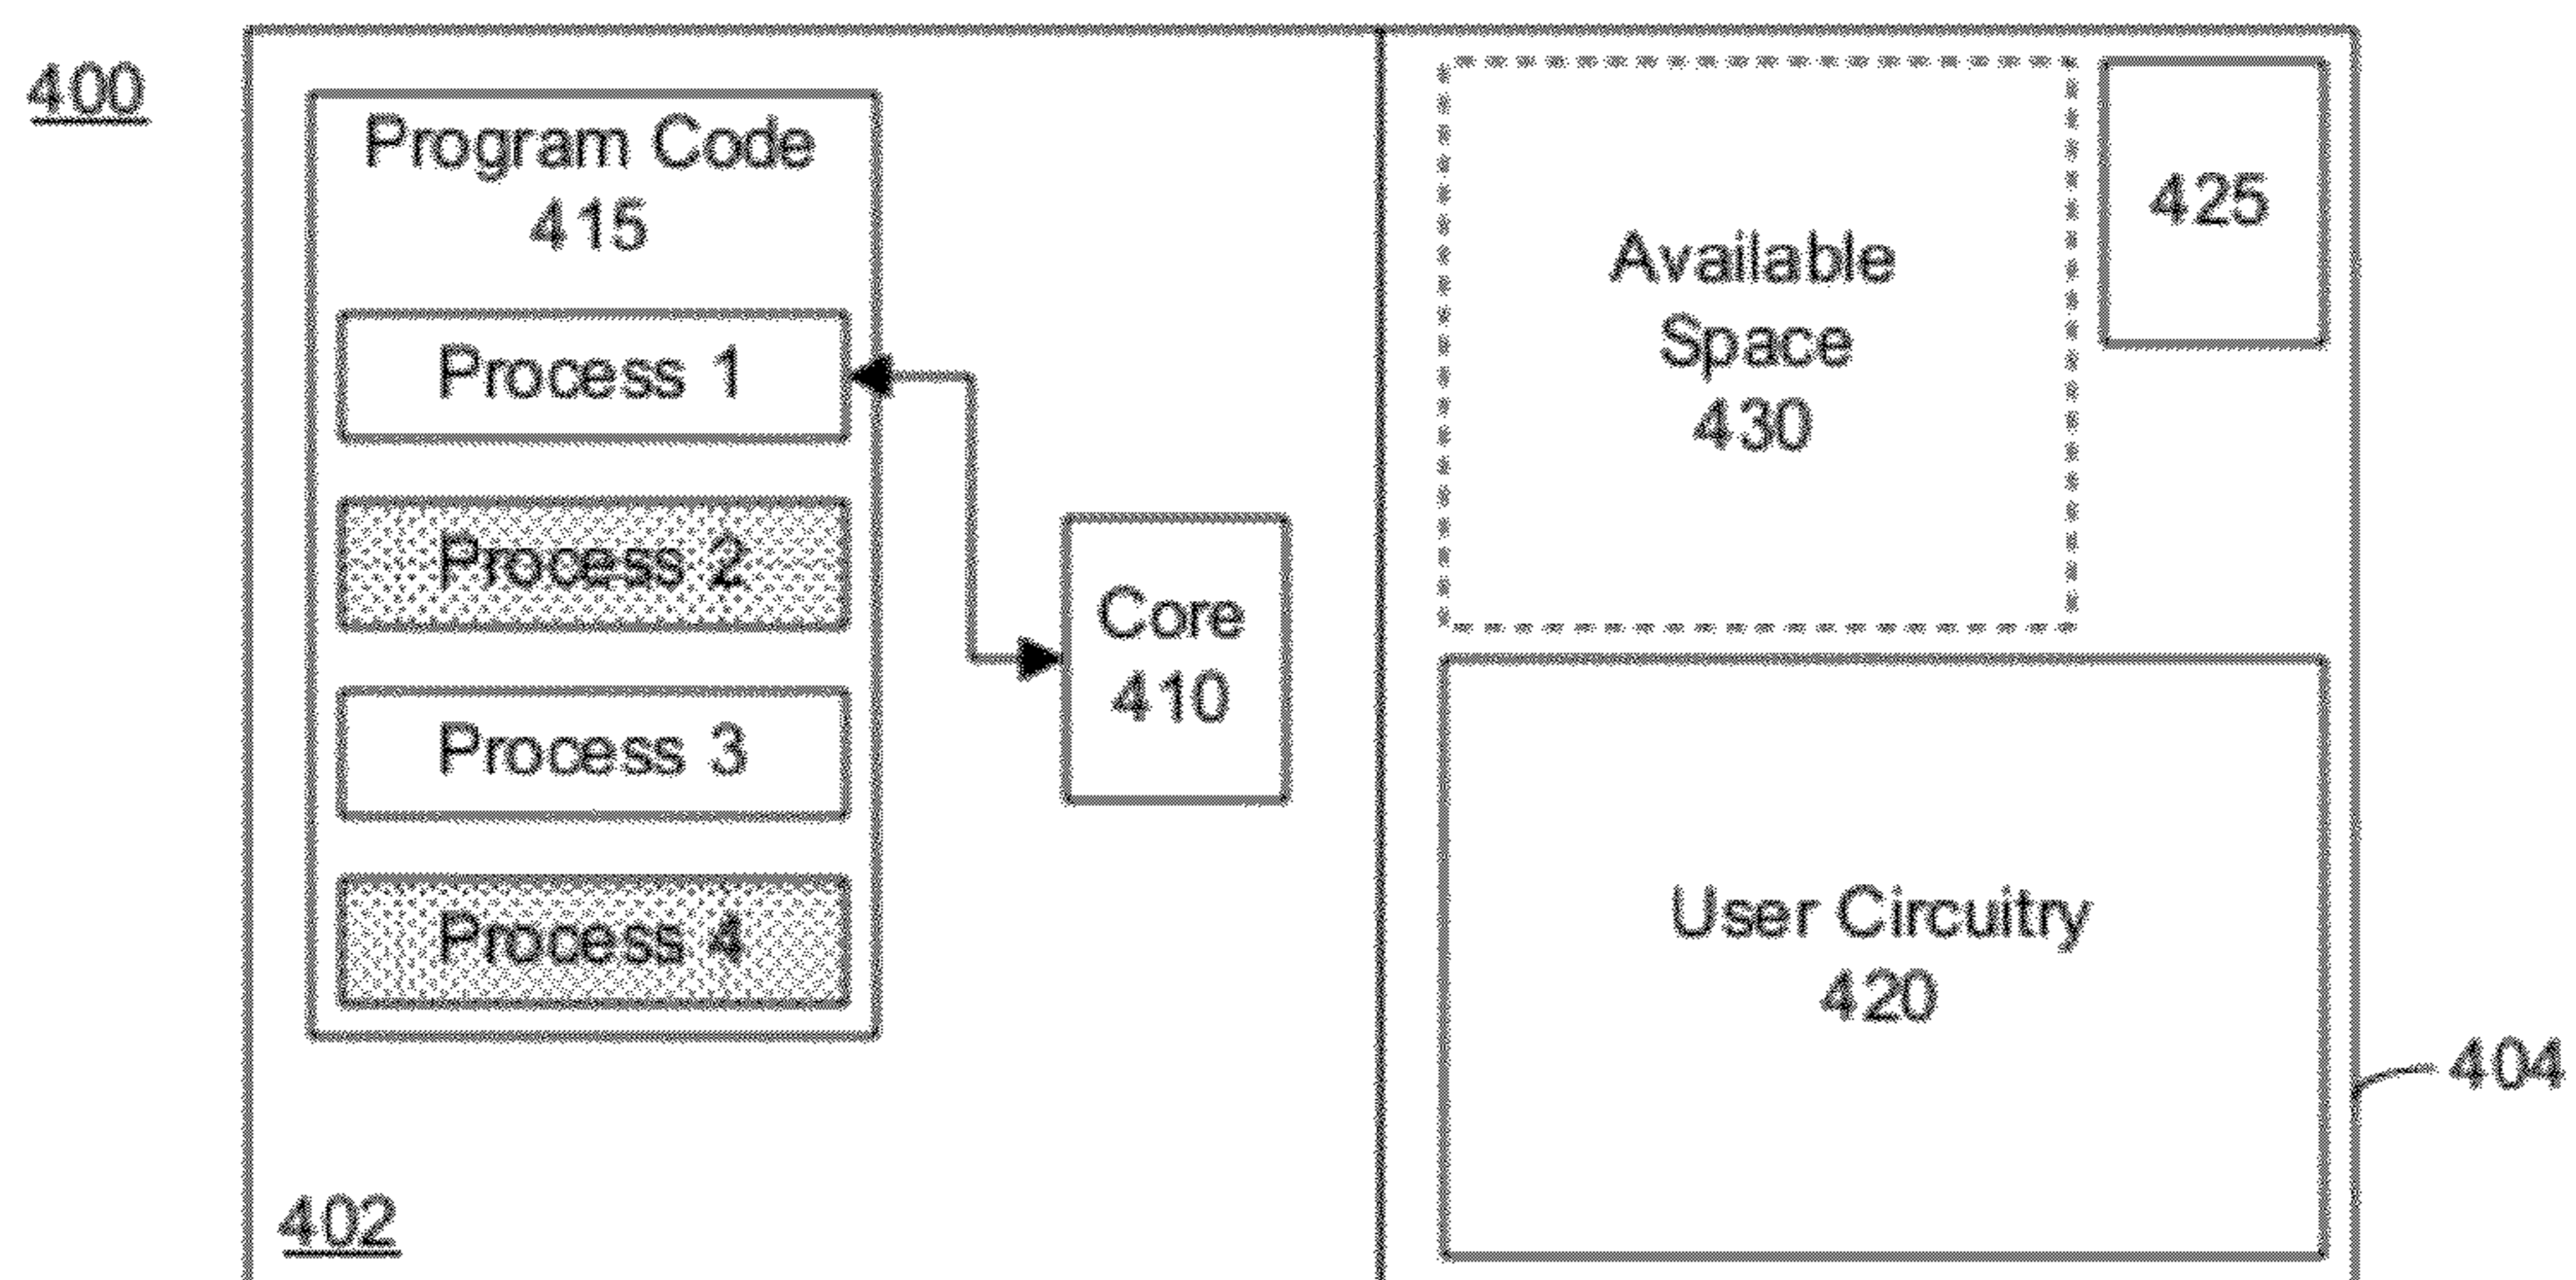 400
Program Code
415
Process 1
Process 2
Process 3
Process 4
Core
410
402
Available
Space
430
425
User Circuitry
420
404